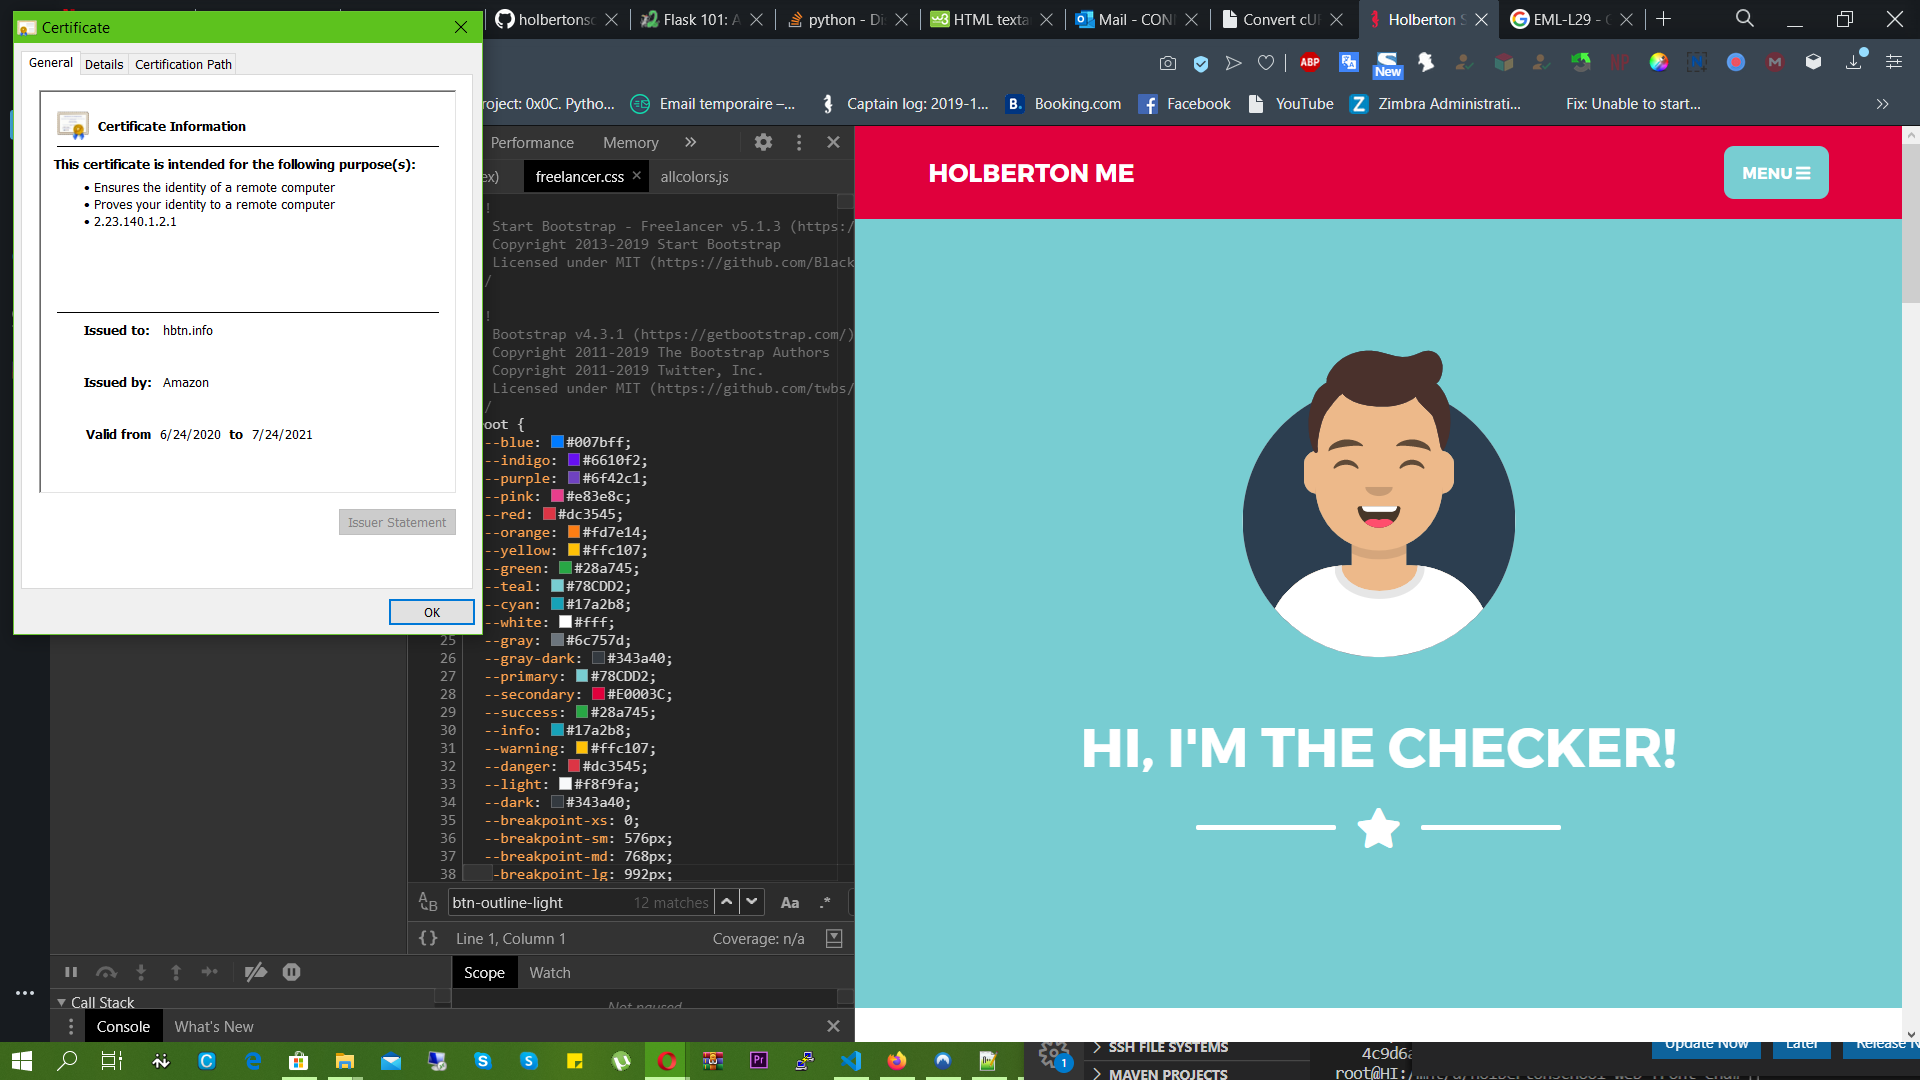 Certificate
General
Details
Certification Path
Certificate Information
This certificate is intended for the following purpose(s):
• Ensures the identity of a remote computer
• Proves your identity to a remote computer
• 2.23.140.1.2.1
Issued to: hbtn.info
Issued by: Amazon
Valid from 6/24/2020 to 7/24/2021
Issuer Statement
OK
holbertonsc
Flask 101: A
python - Di
HTML texta
Mail - CON
Convert cU
Holberton S
EML-L29 -
ABP
New
roject: 0x0C. Pytho...
Email temporaire –...
Captain log: 2019-1...
B.
Booking.com
Facebook
YouTube
Z
Zimbra Administrati...
Fix: Unable to start...
Performance
Memory
ex)
freelancer.css
allcolors.js
!
Start Bootstrap - Freelancer v5.1.3 (https:/
Copyright 2013-2019 Start Bootstrap
Licensed under MIT (https://github.com/Black
/
!
Bootstrap v4.3.1 (https://getbootstrap.com/)
Copyright 2011-2019 The Bootstrap Authors
Copyright 2011-2019 Twitter, Inc.
Licensed under MIT (https://github.com/twbs/
/
oot {
--blue: #007bff;
--indigo: #6610f2;
--purple: #6f42c1;
--pink: #e83e8c;
--red: #dc3545;
--orange: #fd7e14;
--yellow: #ffc107;
--green: #28a745;
--teal: #78CDD2;
--cyan: #17a2b8;
--white: #fff;
25 --gray: #6c757d;
26 --gray-dark: #343a40;
27 --primary: #78CDD2;
28 --secondary: #E0003C;
29 --success: #28a745;
30 --info: #17a2b8;
31 --warning: #ffc107;
32 --danger: #dc3545;
33 --light: #f8f9fa;
34 --dark: #343a40;
35 --breakpoint-xs: 0;
36 --breakpoint-sm: 576px;
37 --breakpoint-md: 768px;
38 -breakpoint-lg: 992px;
btn-outline-light
12 matches
Aa
.*
{} Line 1, Column 1
Coverage: n/a
Scope
Watch
Call Stack
Not paused
Console
What's New
HOLBERTON ME
MENU
HI, I'M THE CHECKER!
1
SSH FILE SYSTEMS
MAVEN PROJECTS
4c9d6a
Update Now
Later
Release N